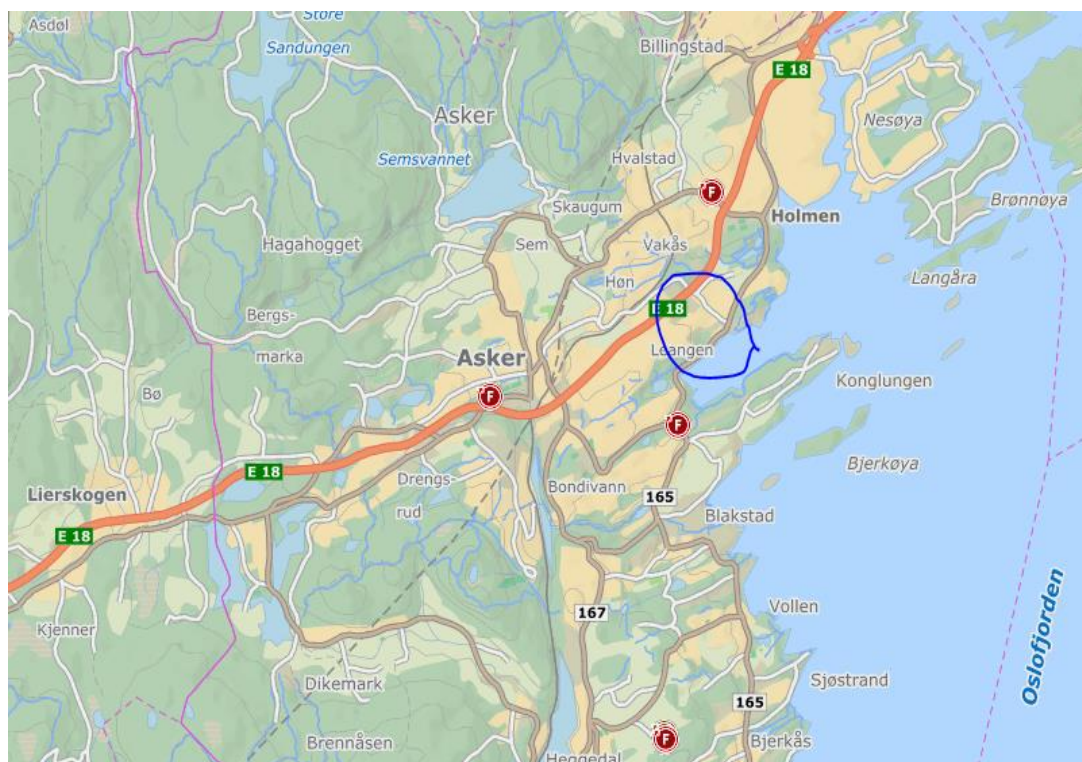 Asdøl
Store
Sandungen
Billingstad
E 18
Asker
Nesøya
Semsvannet
Hvalstad
F
Skaugum
Brønnøya
Holmen
Hagahogget
Sem
Vakås
Langåra
Høn
E 18
Bergs-
marka
Leangen
Asker
Konglungen
Bø
F
F
Bjerkøya
E 18
Drengs-
rud
Bondivann
Lierskogen
165
Blakstad
E 18
Vollen
167
Oslofjorden
Kjenner
Dikemark
Sjøstrand
165
Brennåsen
F
Bjerkås
Heggedal